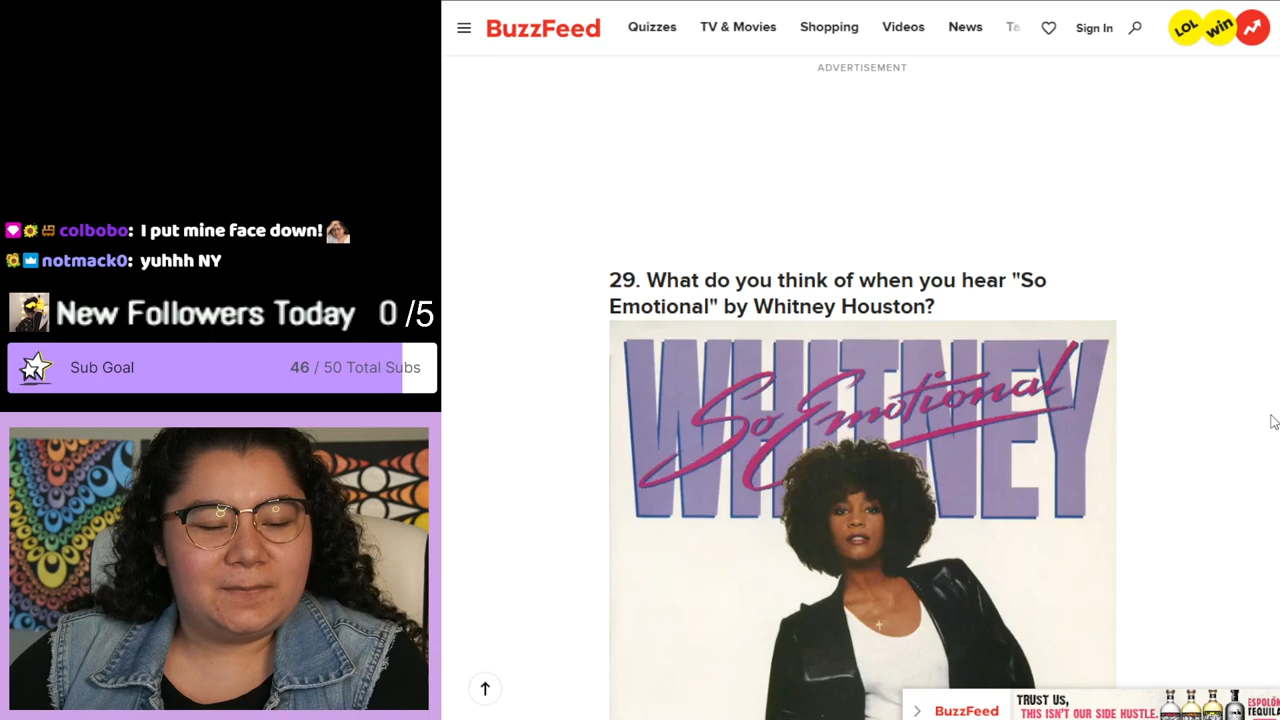 BuzzFeed
Quizzes
TV & Movies
Shopping
Videos
News
Sign In
LOL
win
ADVERTISEMENT
colbobo: I put mine face down!
notmack0: yuhhh NY
New Followers Today 0 /5
Sub Goal 46 / 50 Total Subs
29. What do you think of when you hear "So
Emotional" by Whitney Houston?
WHITNEY
So Emotional
BuzzFeed
TRUST US,
THIS ISN'T OUR SIDE HUSTLE.
ESPOLÒN
TEQUILA